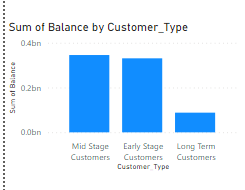 Sum of Balance by Customer_Type
0.4bn
0.2bn
0.0bn
Sum of Balance
Mid Stage
Customers
Early Stage
Customers
Long Term
Customers
Customer_Type